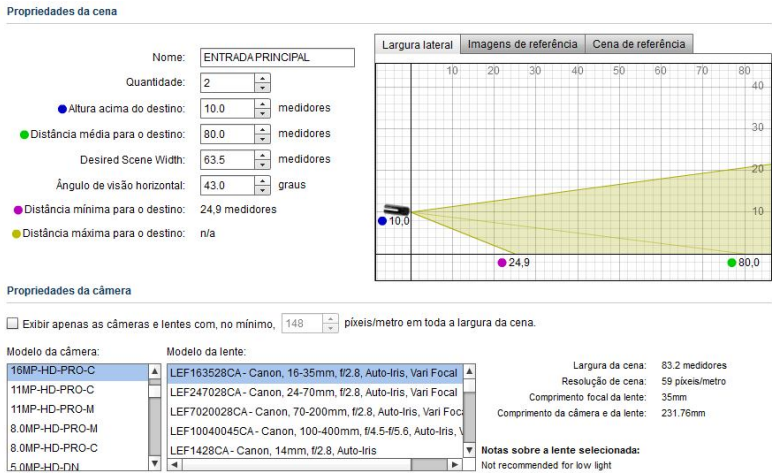 Propriedades da cena
Nome: ENTRADA PRINCIPAL
Quantidade: 2
Altura acima do destino: 10.0 medidores
Distância média para o destino: 80.0 medidores
Desired Scene Width: 63.5 medidores
Ângulo de visão horizontal: 43.0 graus
Distância mínima para o destino: 24,9 medidores
Distância máxima para o destino: n/a
Largura lateral Imagens de referência Cena de referência
10 20 30 40 50 60 70 80
40
30
20
10
10,0
24,9 80,0
Propriedades da câmera
Exibir apenas as câmeras e lentes com, no mínimo, 148 píxeis/metro em toda a largura da cena.
Modelo da câmera:
16MP-HD-PRO-C
11MP-HD-PRO-C
11MP-HD-PRO-M
8.0MP-HD-PRO-M
8.0MP-HD-PRO-C
5.0MP-HD-DN
Modelo da lente:
LEF163528CA - Canon, 16-35mm, f/2.8, Auto-Iris, Vari Focal
LEF247028CA - Canon, 24-70mm, f/2.8, Auto-Iris, Vari Focal
LEF7020028CA - Canon, 70-200mm, f/2.8, Auto-Iris, Vari Foca
LEF10040045CA - Canon, 100-400mm, f/4.5-f/5.6, Auto-Iris, V
LEF1428CA - Canon, 14mm, f/2.8, Auto-Iris
Largura da cena: 83.2 medidores
Resolução de cena: 59 píxeis/metro
Comprimento focal da lente: 35mm
Comprimento da câmera e da lente: 231.76mm
Notas sobre a lente selecionada:
Not recommended for low light